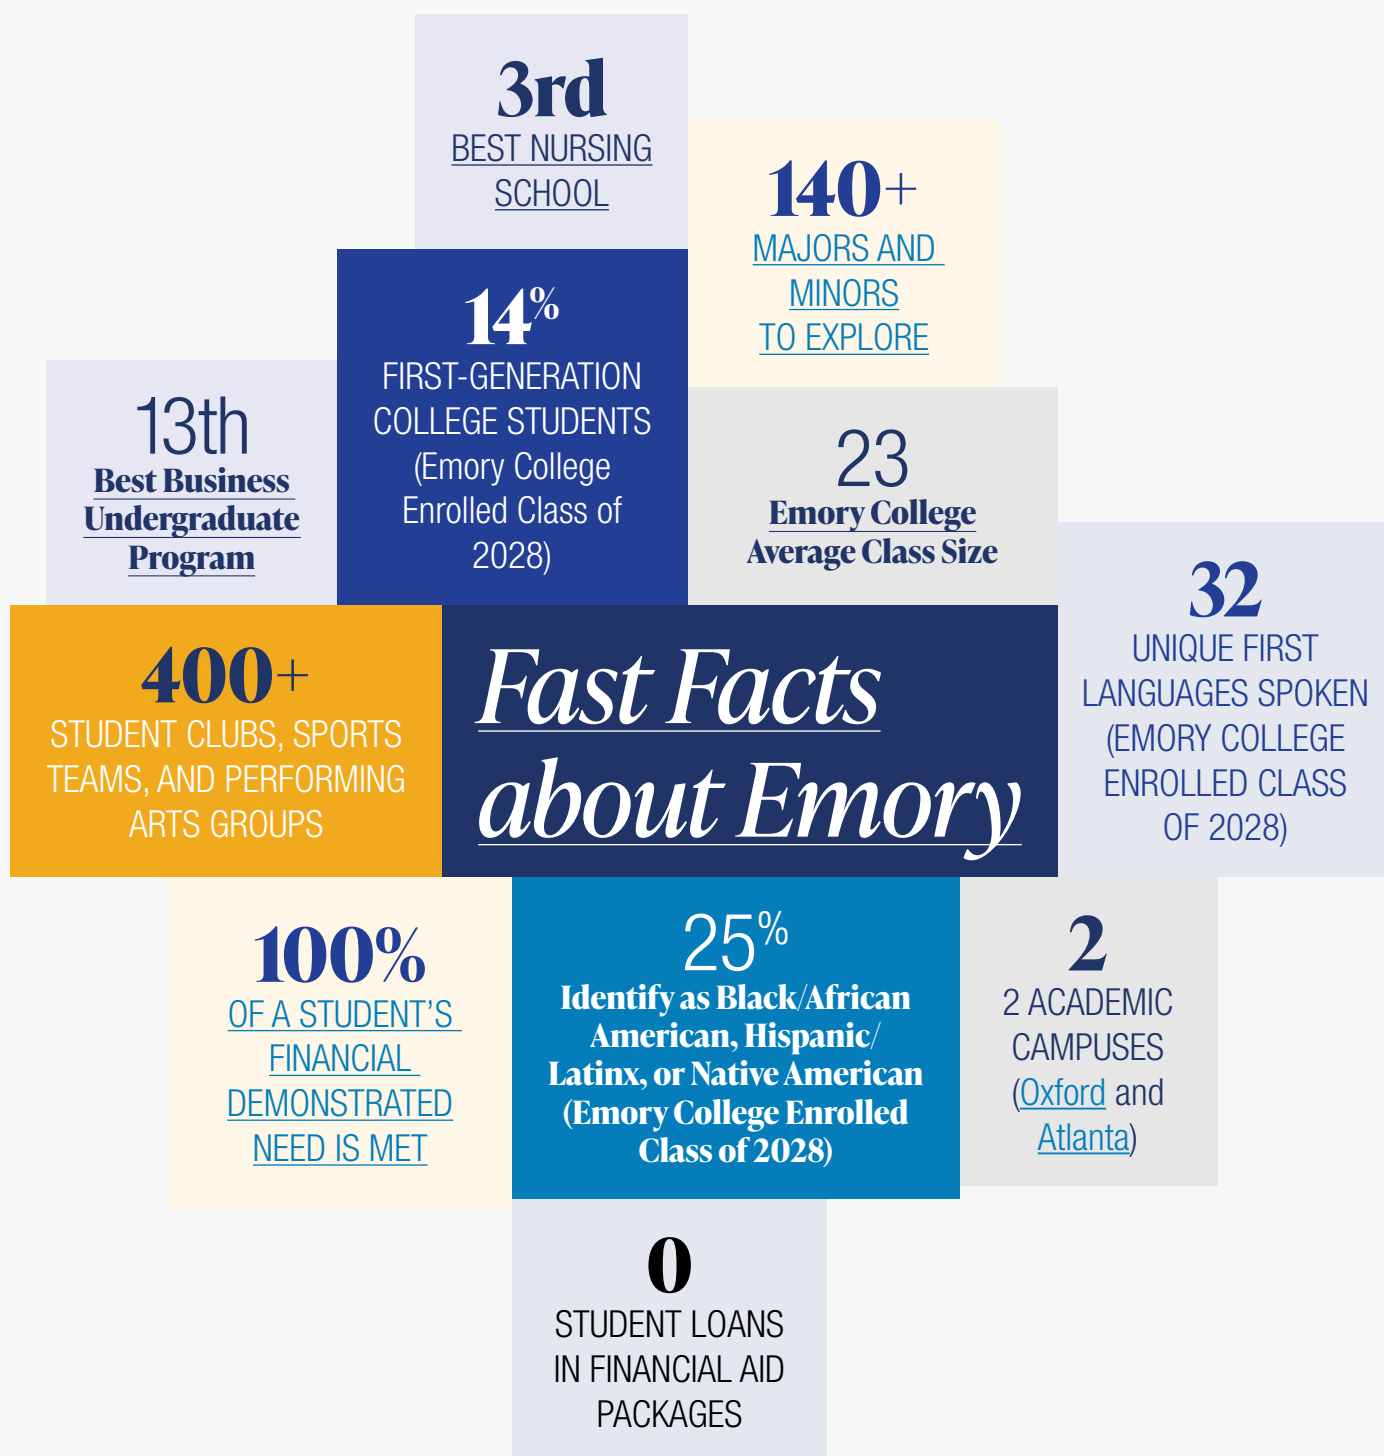 3rd
BEST NURSING
SCHOOL
140+
MAJORS AND
MINORS
TO EXPLORE
14%
FIRST-GENERATION
COLLEGE STUDENTS
(Emory College
Enrolled Class of
2028)
13th
Best Business
Undergraduate
Program
23
Emory College
Average Class Size
32
UNIQUE FIRST
LANGUAGES SPOKEN
(EMORY COLLEGE
ENROLLED CLASS
OF 2028)
400+
STUDENT CLUBS, SPORTS
TEAMS, AND PERFORMING
ARTS GROUPS
Fast Facts
about Emory
100%
OF A STUDENT’S
FINANCIAL
DEMONSTRATED
NEED IS MET
25%
Identify as Black/African
American, Hispanic/
Latinx, or Native American
(Emory College Enrolled
Class of 2028)
2
2 ACADEMIC
CAMPUSES
(Oxford and
Atlanta)
0
STUDENT LOANS
IN FINANCIAL AID
PACKAGES